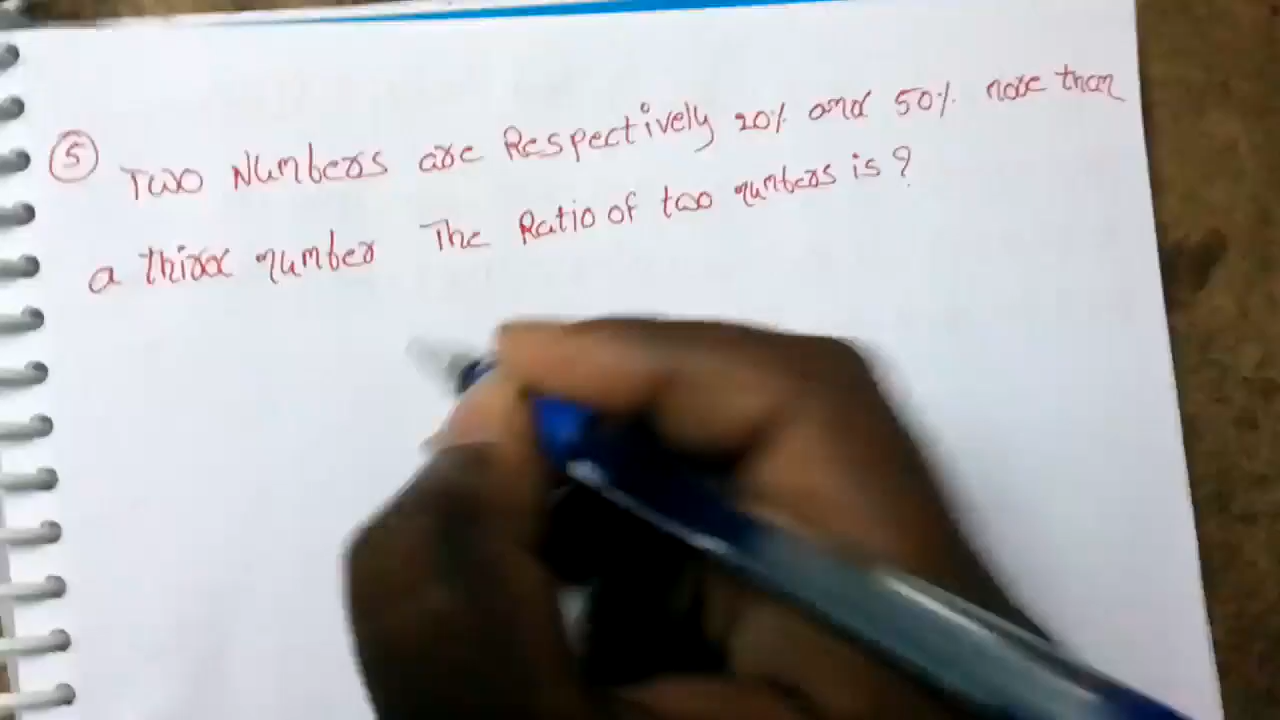 5 Two Numbers are Respectively 20% and 50% more than
a third number The Ratio of two numbers is ?